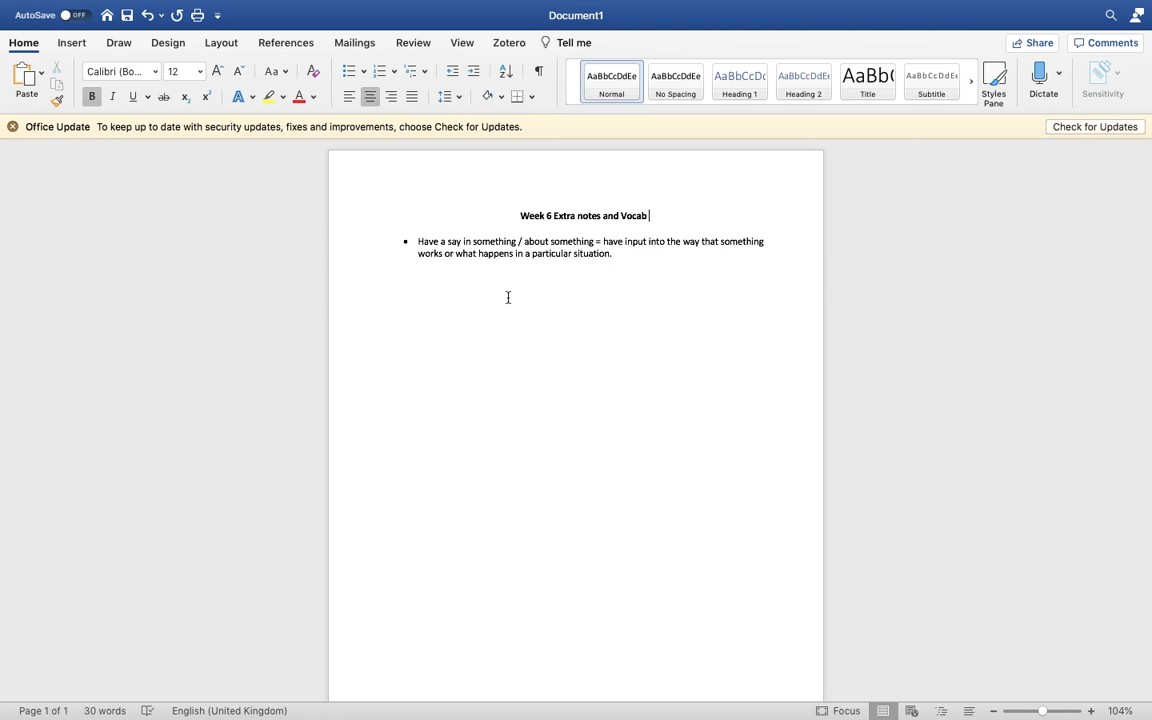 AutoSave OFF Document1
Home Insert Draw Design Layout References Mailings Review View Zotero Tell me Share Comments
Paste Calibri (Bo... 12 Aa AaBbCcDdEe AaBbCcDdEe AaBbCcDc AaBbCcDdEe AaBb( AaBbCcDdEe
B I U ab x₂ x² A A Normal No Spacing Heading 1 Heading 2 Title Subtitle Styles Pane Dictate Sensitivity
Office Update To keep up to date with security updates, fixes and improvements, choose Check for Updates. Check for Updates
Week 6 Extra notes and Vocab
• Have a say in something / about something = have input into the way that something
works or what happens in a particular situation.
Page 1 of 1 30 words English (United Kingdom) Focus 104%